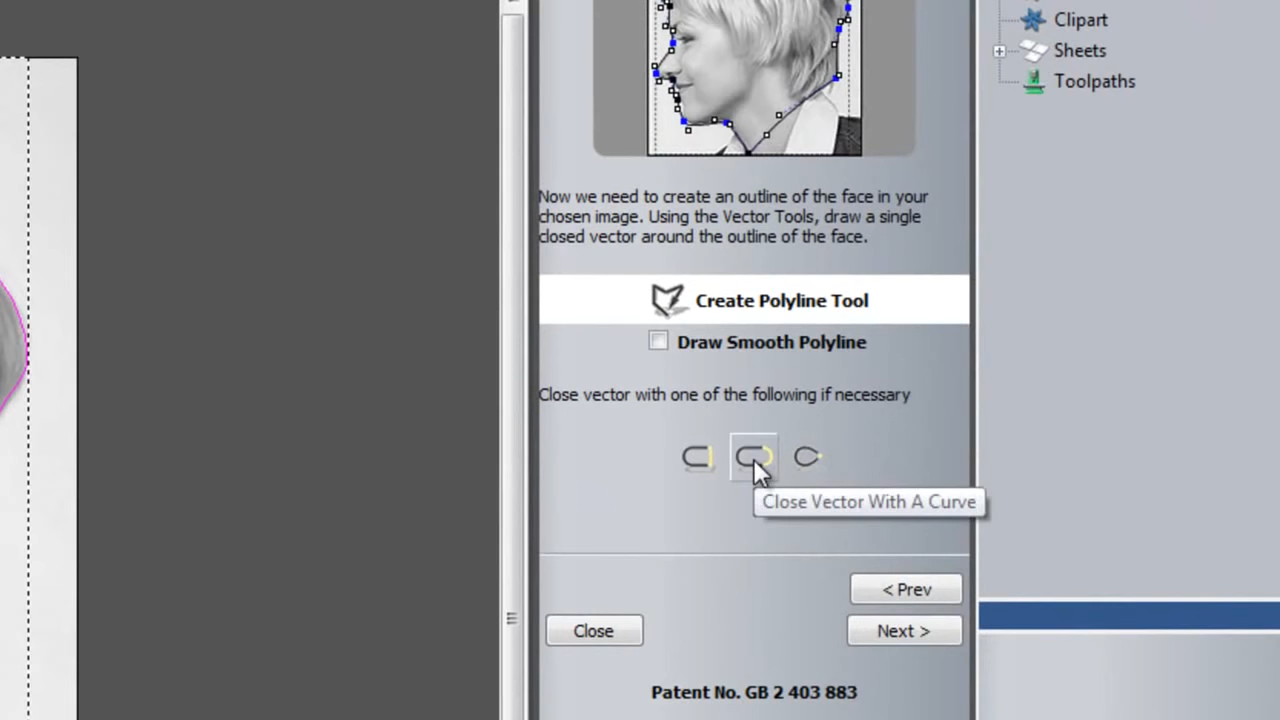 Clipart
Sheets
Toolpaths
Now we need to create an outline of the face in your
chosen image. Using the Vector Tools, draw a single
closed vector around the outline of the face.
Create Polyline Tool
Draw Smooth Polyline
Close vector with one of the following if necessary
Close Vector With A Curve
< Prev
Close
Next >
Patent No. GB 2 403 883